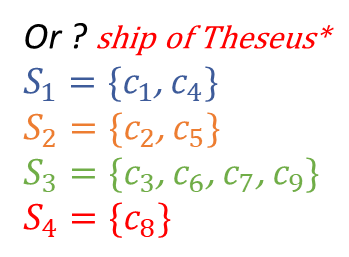 Or ? ship of Theseus*
S₁ = {c₁, c₄}
S₂ = {c₂, c₅}
S₃ = {c₃, c₆, c₇, c₉}
S₄ = {c₈}